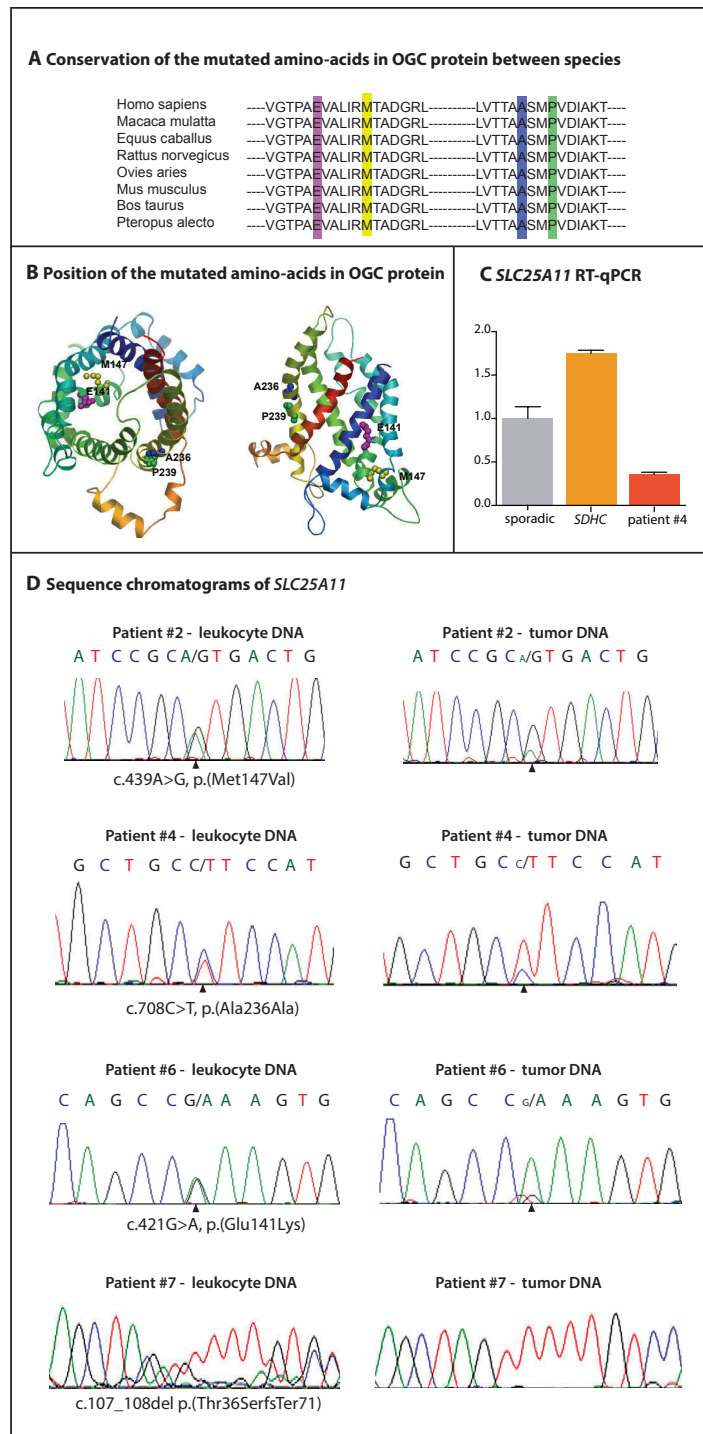 A Conservation of the mutated amino-acids in OGC protein between species
Homo sapiens ----VGTPAEVALIRMTADGRL----------LVTTAASMPVDIAKT----
Macaca mulatta ----VGTPAEVALIRMTADGRL----------LVTTAASMPVDIAKT----
Equus caballus ----VGTPAEVALIRMTADGRL----------LVTTAASMPVDIAKT----
Rattus norvegicus ----VGTPAEVALIRMTADGRL----------LVTTAASMPVDIAKT----
Ovies aries ----VGTPAEVALIRMTADGRL----------LVTTAASMPVDIAKT----
Mus musculus ----VGTPAEVALIRMTADGRL----------LVTTAASMPVDIAKT----
Bos taurus ----VGTPAEVALIRMTADGRL----------LVTTAASMPVDIAKT----
Pteropus alecto ----VGTPAEVALIRMTADGRL----------LVTTAASMPVDIAKT----
B Position of the mutated amino-acids in OGC protein
M147
E141
A236
P239
A236
P239
E141
M147
C SLC25A11 RT-qPCR
2.0
1.5
1.0
0.5
0.0
sporadic SDHC patient #4
D Sequence chromatograms of SLC25A11
Patient #2 - leukocyte DNA
A T C C G C A/G T G A C T G
c.439A>G, p.(Met147Val)
Patient #2 - tumor DNA
A T C C G C A/G T G A C T G
Patient #4 - leukocyte DNA
G C T G C C/T T C C A T
c.708C>T, p.(Ala236Ala)
Patient #4 - tumor DNA
G C T G C C/T T C C A T
Patient #6 - leukocyte DNA
C A G C C G/A A A G T G
c.421G>A, p.(Glu141Lys)
Patient #6 - tumor DNA
C A G C C G/A A A G T G
Patient #7 - leukocyte DNA
c.107_108del p.(Thr36SerfsTer71)
Patient #7 - tumor DNA